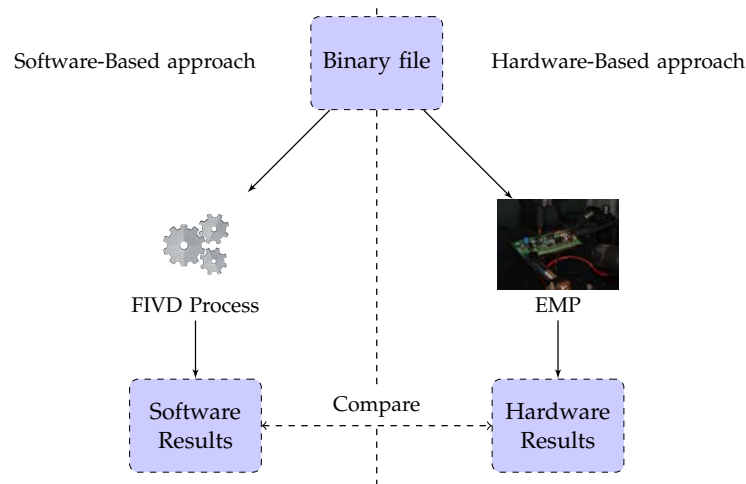 Software-Based approach
Binary file
Hardware-Based approach
FIVD Process
EMP
Software
Results
Compare
Hardware
Results